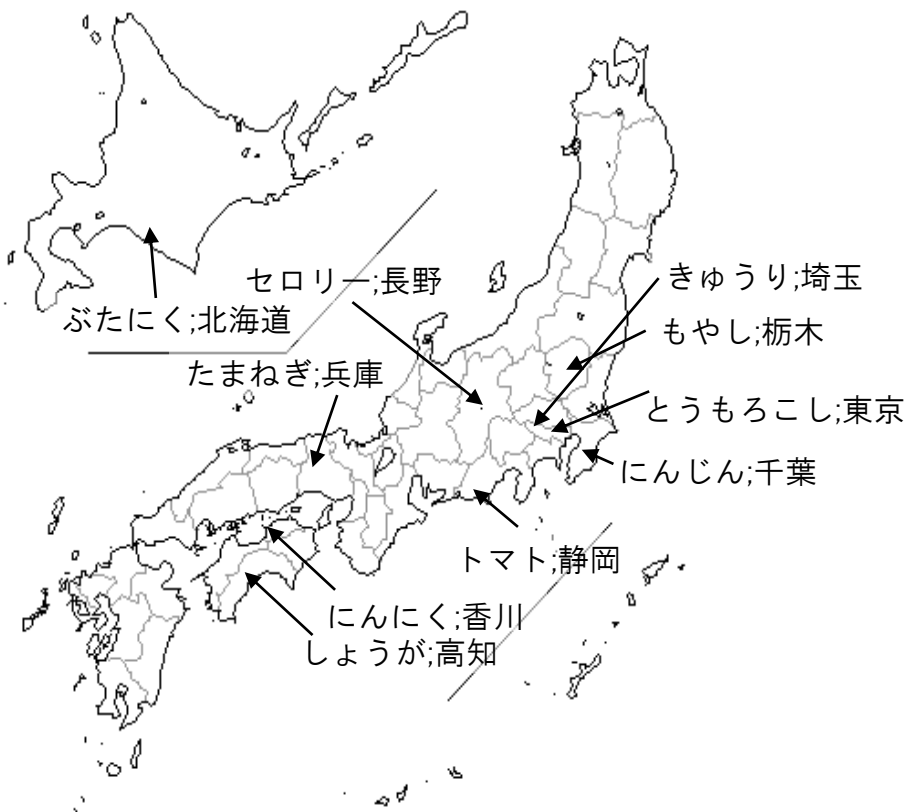 セロリー;長野
きゅうり;埼玉
ぶたにく;北海道
もやし;栃木
たまねぎ;兵庫
とうもろこし;東京
にんじん;千葉
トマト;静岡
にんにく;香川
しょうが;高知